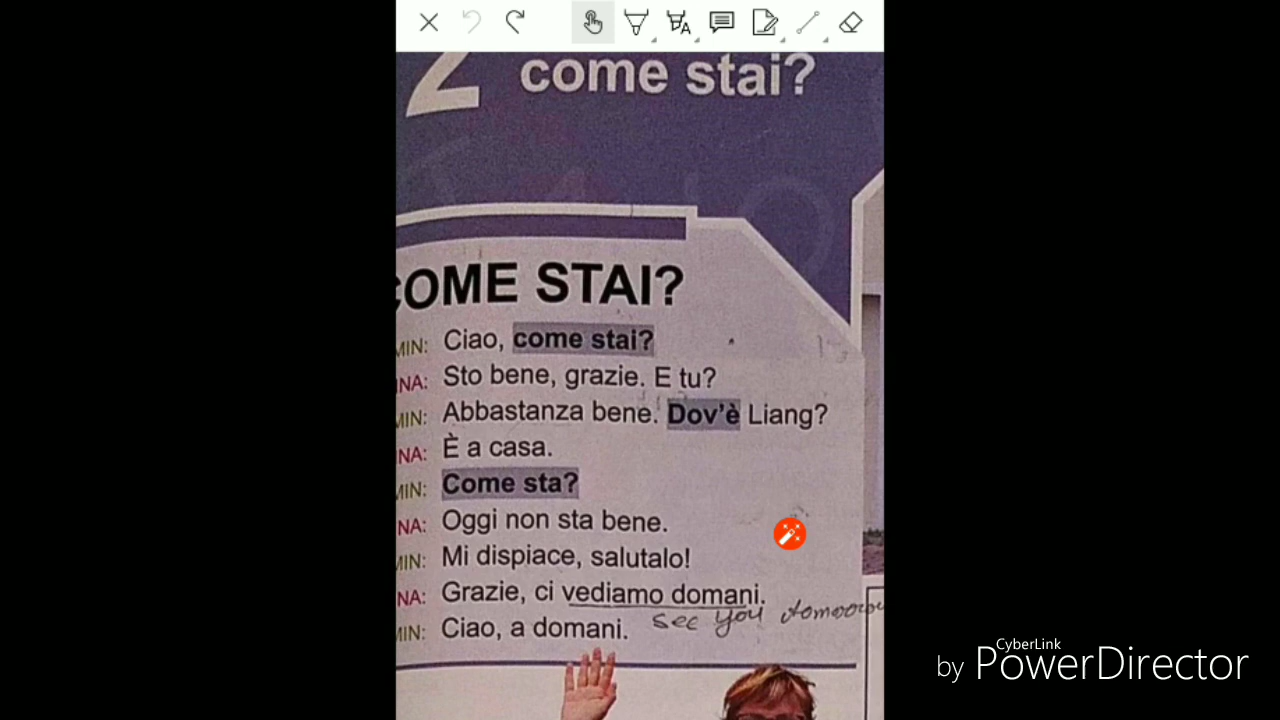 2 come stai?
COME STAI?
MIN: Ciao, come stai?
NA: Sto bene, grazie. E tu?
MIN: Abbastanza bene. Dov'è Liang?
NA: È a casa.
MIN: Come sta?
NA: Oggi non sta bene.
MIN: Mi dispiace, salutalo!
NA: Grazie, ci vediamo domani.
see you
MIN: Ciao, a domani.
by CyberLink PowerDirector